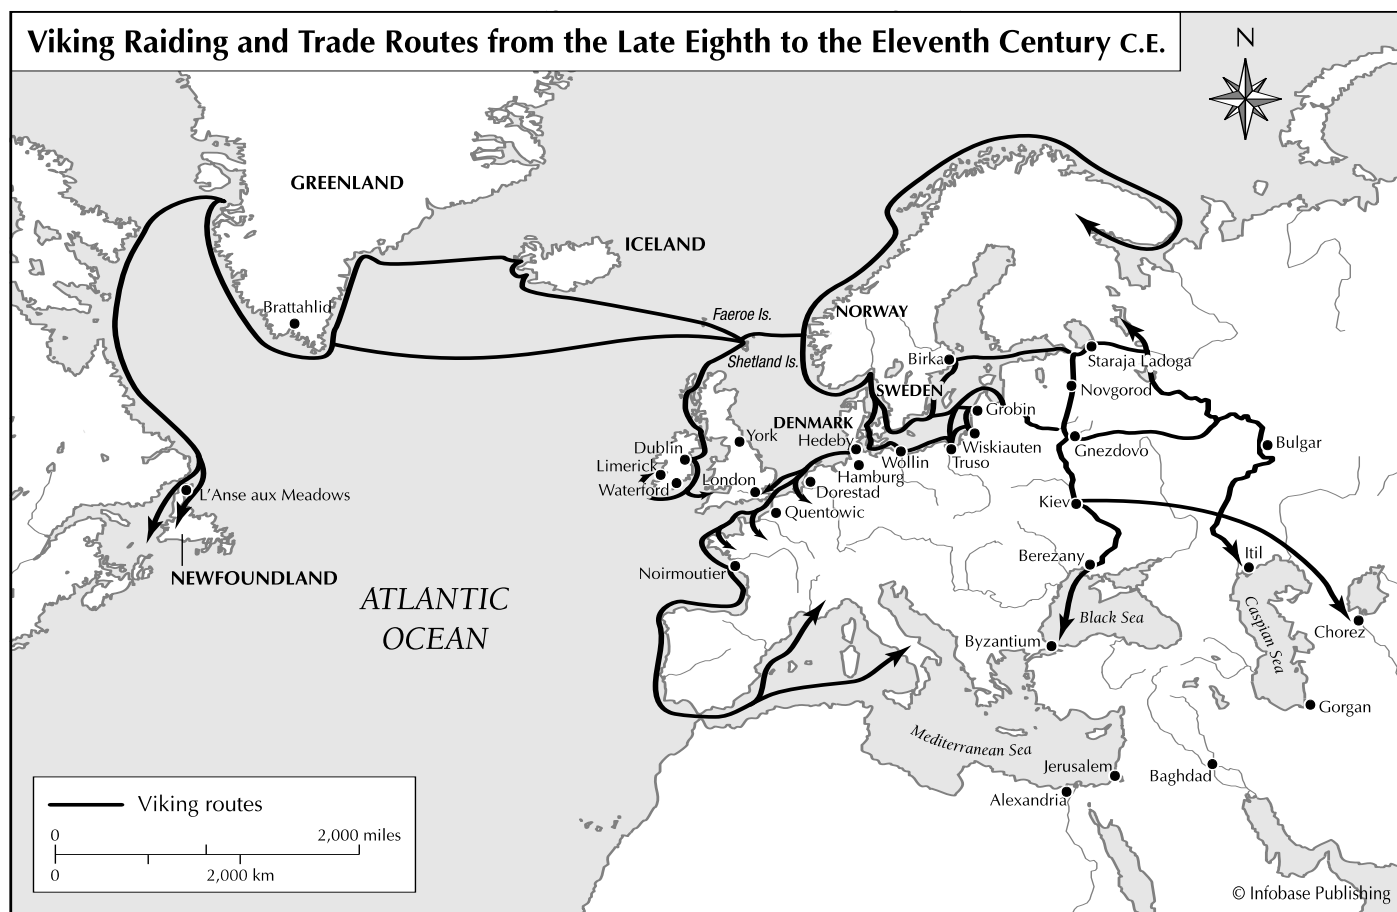 Viking Raiding and Trade Routes from the Late Eighth to the Eleventh Century C.E.
N
GREENLAND
ICELAND
Brattahlid
Faeroe Is.
NORWAY
Shetland Is.
Birka
Staraja Ladoga
SWEDEN
Novgorod
Grobin
DENMARK
York
Hedeby
Wiskiauten
Gnezdovo
Bulgar
Dublin
Wollin
Truso
Limerick
Hamburg
London
Waterford
Dorestad
L'Anse aux Meadows
Kiev
Quentowic
Berezany
Itil
Noirmoutier
NEWFOUNDLAND
ATLANTIC
OCEAN
Black Sea
Caspian Sea
Chorez
Byzantium
Gorgan
Mediterranean Sea
Jerusalem
Baghdad
Alexandria
Viking routes
0 2,000 miles
0 2,000 km
© Infobase Publishing